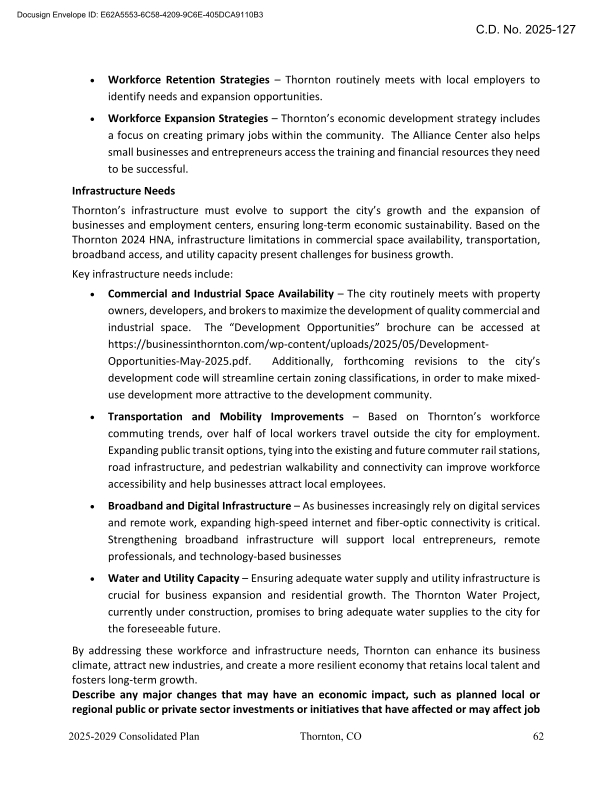 Docusign Envelope ID: E62A5553-6C58-4209-9C6E-405DCA9110B3
C.D. No. 2025-127
• Workforce Retention Strategies – Thornton routinely meets with local employers to
identify needs and expansion opportunities.
• Workforce Expansion Strategies – Thornton’s economic development strategy includes
a focus on creating primary jobs within the community. The Alliance Center also helps
small businesses and entrepreneurs access the training and financial resources they need
to be successful.
Infrastructure Needs
Thornton’s infrastructure must evolve to support the city’s growth and the expansion of
businesses and employment centers, ensuring long-term economic sustainability. Based on the
Thornton 2024 HNA, infrastructure limitations in commercial space availability, transportation,
broadband access, and utility capacity present challenges for business growth.
Key infrastructure needs include:
• Commercial and Industrial Space Availability – The city routinely meets with property
owners, developers, and brokers to maximize the development of quality commercial and
industrial space. The “Development Opportunities” brochure can be accessed at
https://businessinthornton.com/wp-content/uploads/2025/05/Development-
Opportunities-May-2025.pdf. Additionally, forthcoming revisions to the city’s
development code will streamline certain zoning classifications, in order to make mixed-
use development more attractive to the development community.
• Transportation and Mobility Improvements – Based on Thornton’s workforce
commuting trends, over half of local workers travel outside the city for employment.
Expanding public transit options, tying into the existing and future commuter rail stations,
road infrastructure, and pedestrian walkability and connectivity can improve workforce
accessibility and help businesses attract local employees.
• Broadband and Digital Infrastructure – As businesses increasingly rely on digital services
and remote work, expanding high-speed internet and fiber-optic connectivity is critical.
Strengthening broadband infrastructure will support local entrepreneurs, remote
professionals, and technology-based businesses
• Water and Utility Capacity – Ensuring adequate water supply and utility infrastructure is
crucial for business expansion and residential growth. The Thornton Water Project,
currently under construction, promises to bring adequate water supplies to the city for
the foreseeable future.
By addressing these workforce and infrastructure needs, Thornton can enhance its business
climate, attract new industries, and create a more resilient economy that retains local talent and
fosters long-term growth.
Describe any major changes that may have an economic impact, such as planned local or
regional public or private sector investments or initiatives that have affected or may affect job
2025-2029 Consolidated Plan Thornton, CO 62